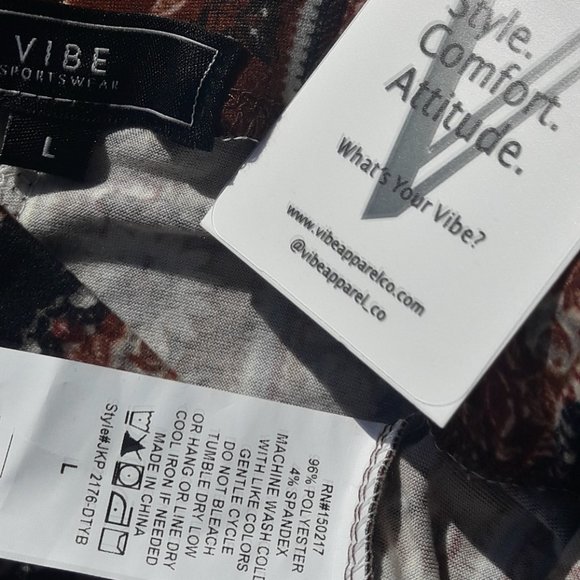 VIBE
SPORTSWEAR
L
Style.
Comfort.
Attitude.
What's Your Vibe?
www.vibeapparelco.com
@vibeapparel_co
RN#150217
96% POLYESTER
4% SPANDEX
MACHINE WASH COLD
WITH LIKE COLORS
GENTLE CYCLE
DO NOT BLEACH
TUMBLE DRY LOW
OR HANG OR LINE DRY
COOL IRON IF NEEDED
MADE IN CHINA
Style#JKP 2176-DTYB
L